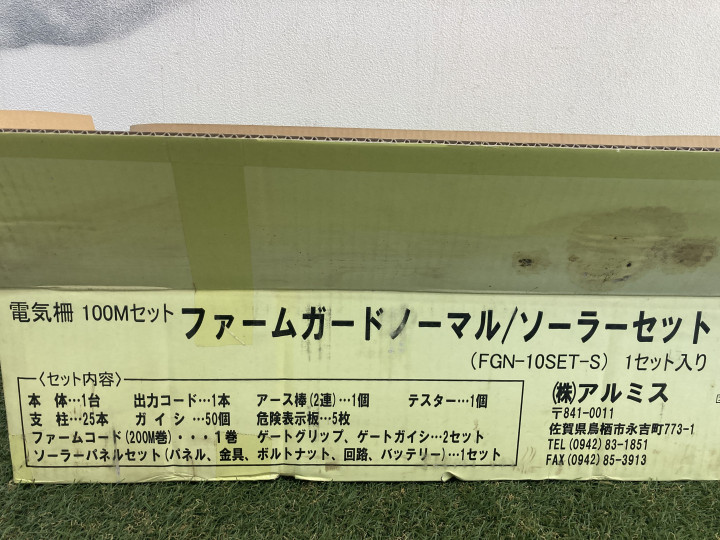 電気柵 100Mセット ファームガードノーマル/ソーラーセット
（FGN-10SET-S） 1セット入り
〈セット内容〉
本 体…1台 出力コード…1本 アース棒(2連)…1個 テスター…1個
支 柱…25本 ガイシ…50個 危険表示板…5枚
ファームコード(200M巻)・・・1巻 ゲートグリップ、ゲートガイシ…2セット
ソーラーパネルセット(パネル、金具、ボルトナット、回路、バッテリー)…1セット
㈱アルミス
〒841-0011
佐賀県鳥栖市永吉町773-1
TEL (0942) 83-1851
FAX (0942) 85-3913